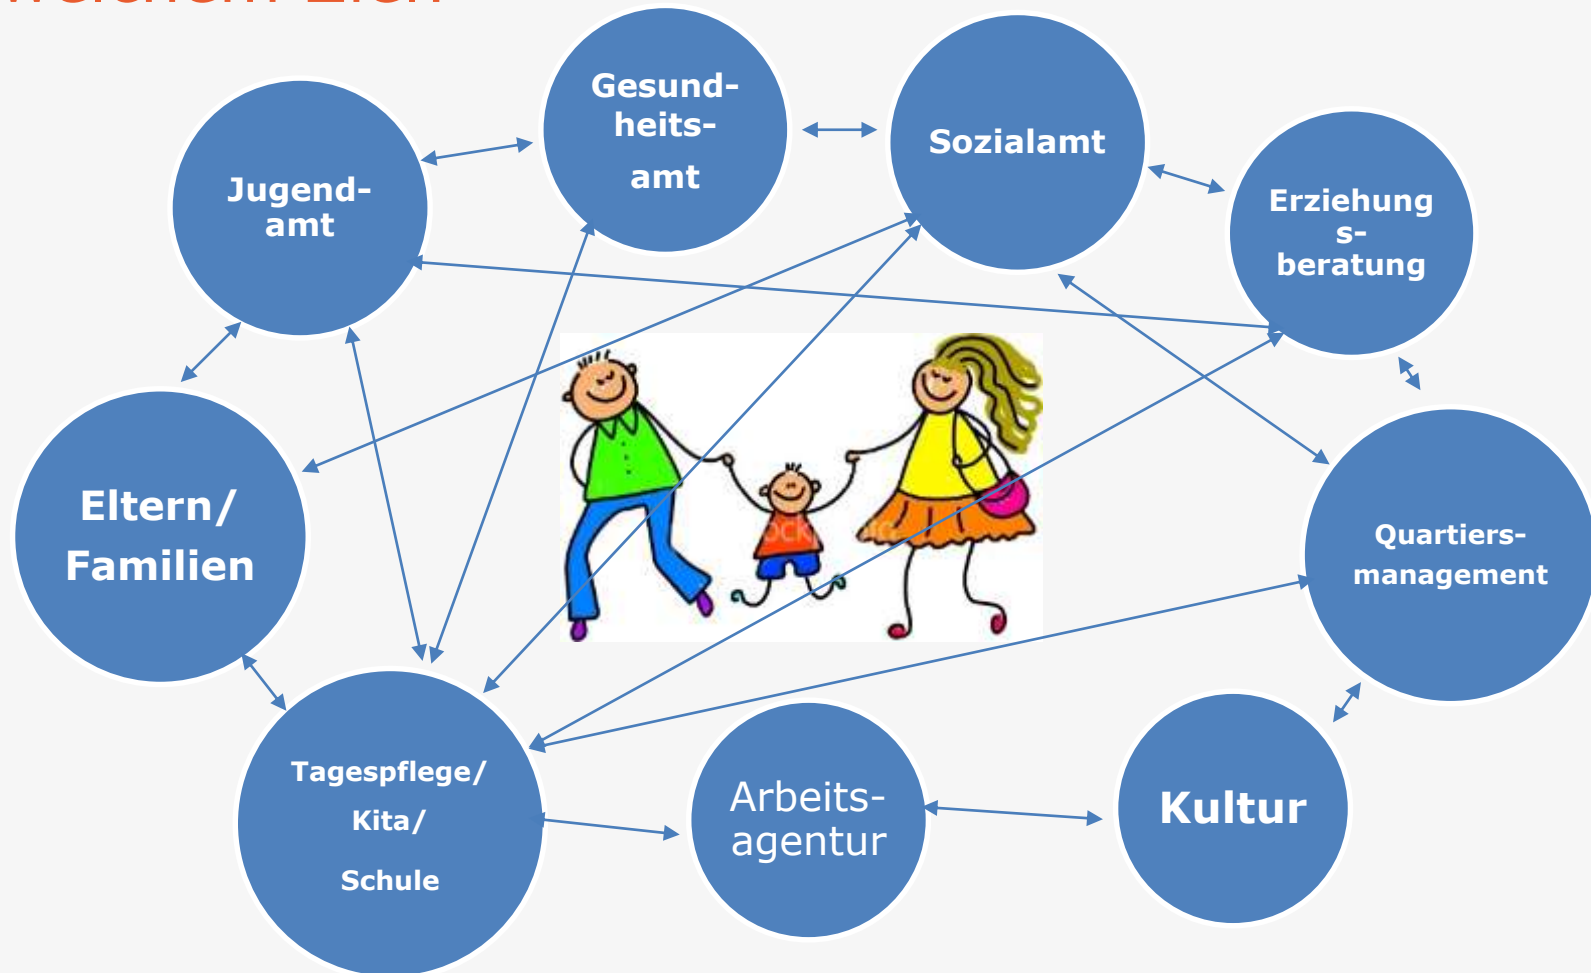 Gesund-
heits-
amt
Sozialamt
Jugend-
amt
Erziehung
s-
beratung
Eltern/
Familien
Quartiers-
management
Tagespflege/
Kita/
Schule
Arbeits-
agentur
Kultur